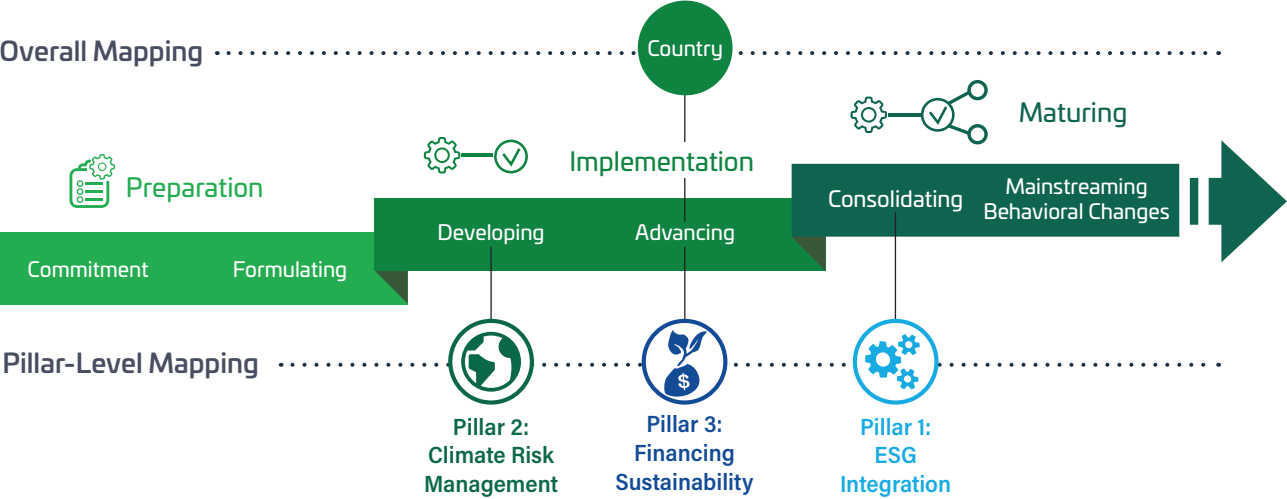 Overall Mapping
Country
Maturing
Implementation
Preparation
Consolidating
Mainstreaming
Behavioral Changes
Developing
Advancing
Commitment
Formulating
Pillar-Level Mapping
$
Pillar 2:
Climate Risk
Management
Pillar 3:
Financing
Sustainability
Pillar 1:
ESG
Integration